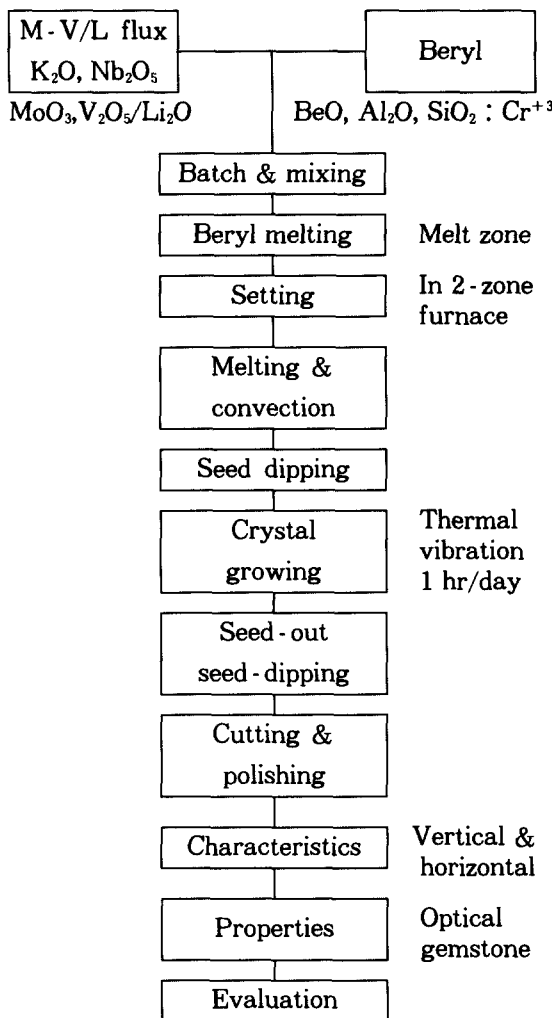 M-V/L flux
K₂O, Nb₂O₅
MoO₃,V₂O₅/Li₂O
Beryl
BeO, Al₂O, SiO₂ : Cr⁺³
Batch & mixing
Beryl melting
Melt zone
Setting
In 2-zone
furnace
Melting &
convection
Seed dipping
Crystal
growing
Thermal
vibration
1 hr/day
Seed-out
seed-dipping
Cutting &
polishing
Characteristics
Vertical &
horizontal
Properties
Optical
gemstone
Evaluation